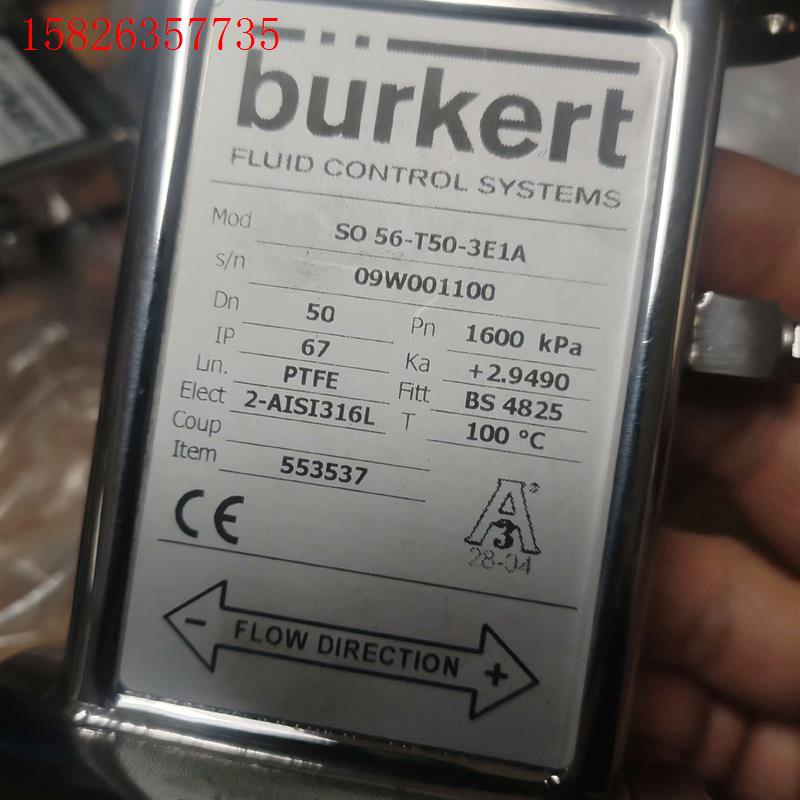 15826357735
bürkert
FLUID CONTROL SYSTEMS
Mod SO 56-T50-3E1A
s/n 09W001100
Dn 50 Pn 1600 kPa
IP 67 Ka +2.9490
Lin. PTFE Fitt BS 4825
Elect 2-AISI316L T 100 °C
Coup
Item 553537
CE
A ®
3
28-04
- FLOW DIRECTION +